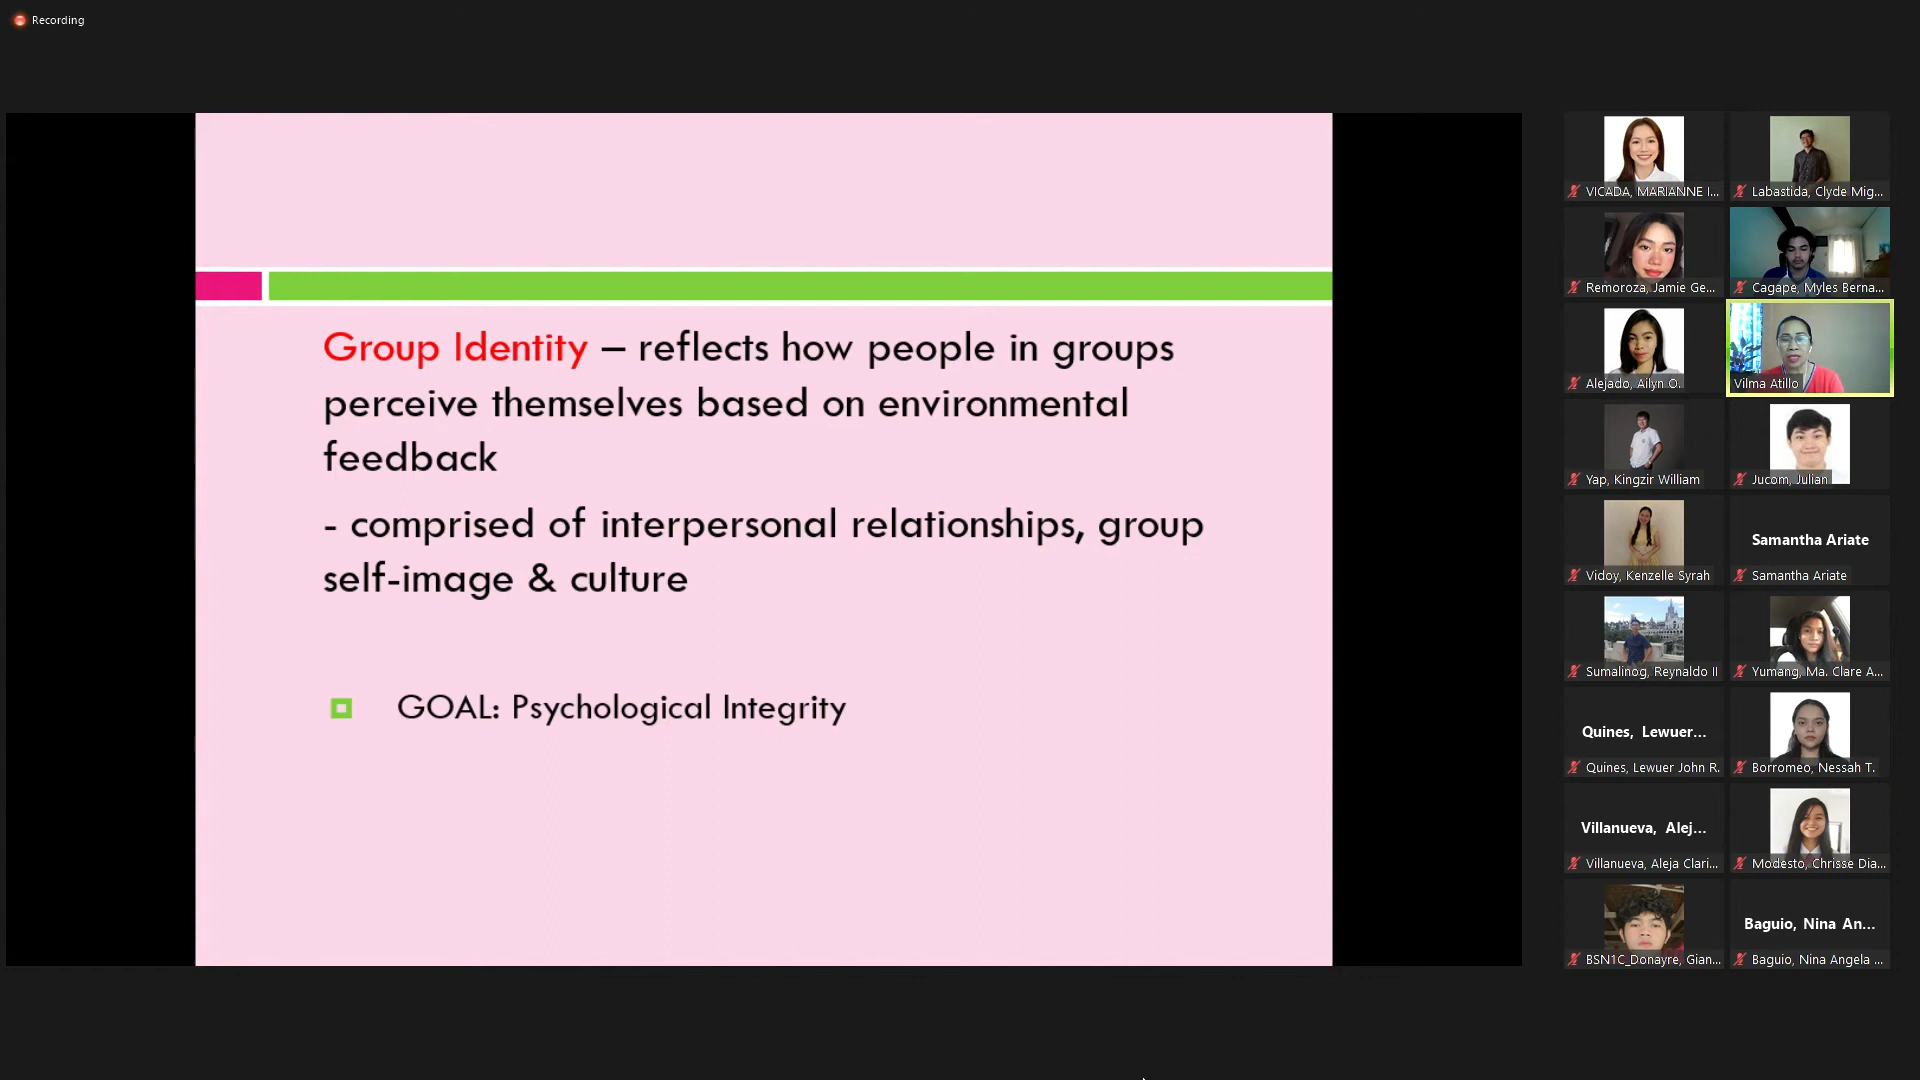 Recording
Group Identity – reflects how people in groups
perceive themselves based on environmental
feedback
- comprised of interpersonal relationships, group
self-image & culture
GOAL: Psychological Integrity
VICADA, MARIANNE I...
Labastida, Clyde Mig...
Remoroza, Jamie Ge...
Cagape, Myles Berna...
Alejado, Ailyn O.
Vilma Atillo
Yap, Kingzir William
Jucom, Julian
Vidoy, Kenzelle Syrah
Samantha Ariate
Samantha Ariate
Sumalinog, Reynaldo II
Yumang, Ma. Clare A...
Quines, Lewuer...
Quines, Lewuer John R.
Borromeo, Nessah T.
Villanueva, Alej...
Villanueva, Aleja Clari...
Modesto, Chrisse Dia...
BSN1C_Donayre, Gian...
Baguio, Nina An...
Baguio, Nina Angela ...